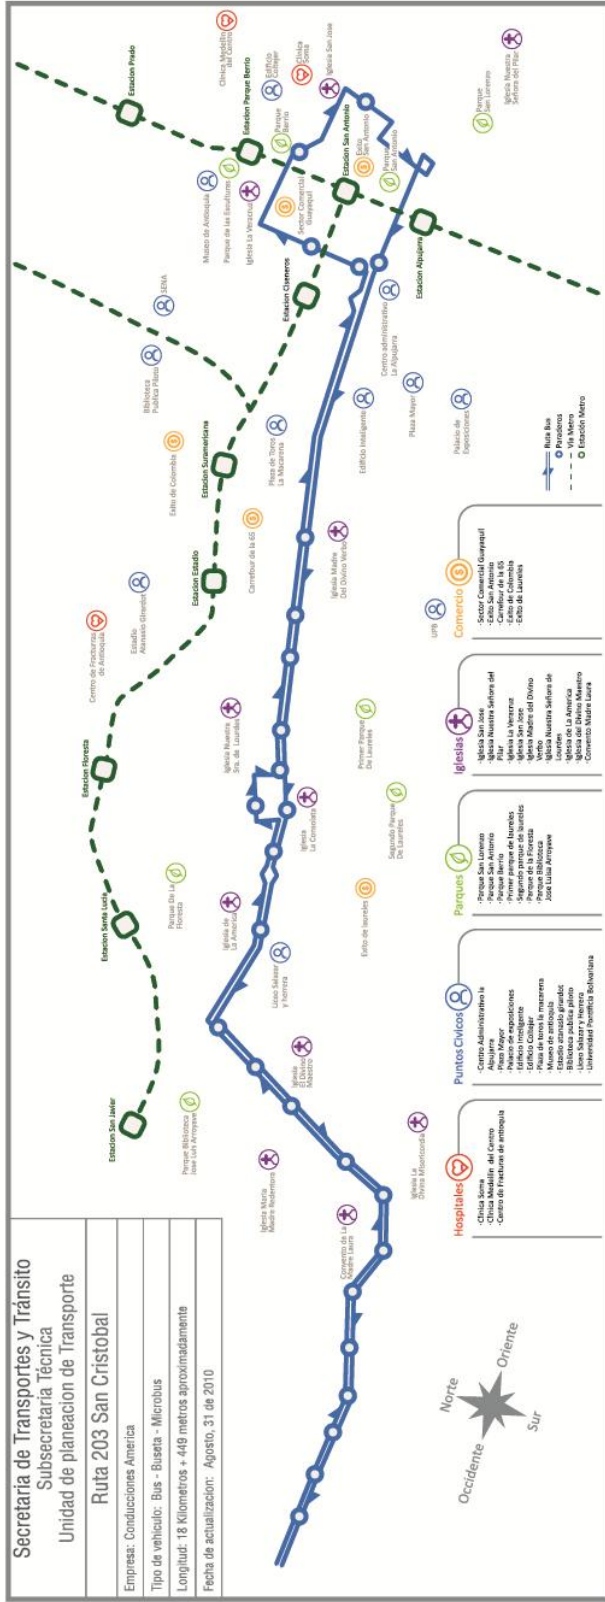 Secretaria de Transportes y Tránsito
Subsecretaría Técnica
Unidad de planeacion de Transporte
Ruta 203 San Cristobal
Empresa: Conducciones America
Tipo de vehiculo: Bus - Buseta - Microbus
Longitud: 18 Kilometros + 449 metros aproximadamente
Fecha de actualización: Agosto, 31 de 2010
Estacion San Javier
Estacion Santa Lucia
Estacion Floresta
Estacion Estadio
Estacion Suramericana
Estacion Cisneros
Estacion San Antonio
Estacion Parque Berrio
Estacion Prado
Estacion Alpujarra
Parque Biblioteca
Jose Luis Arroyave
Parque De La
Floresta
Centro de Fracturas
de Antioquia
Estadio
Atanasio Girardot
Exito de Colombia
Biblioteca
Publica Piloto
SENA
Museo de Antioquia
Parque de las Esculturas
Iglesia La Veracruz
Clinica Medellin
del Centro
Edificio
Coltejer
Parque
Berrio
Clinica
Soma
Iglesia San Jose
Sector Comercial
Guayaquil
Exito
San Antonio
Parque
San Antonio
Parque
San Lorenzo
Iglesia Nuestra
Señora del Pilar
Iglesia Maria
Madre Redentora
Iglesia
El Divino
Maestro
Convento de La
Madre Laura
Iglesia La
Divina Misericordia
Iglesia de
La America
Liceo Salazar
y herrera
Exito de laureles
Iglesia
La Consolata
Segundo Parque
De Laureles
Iglesia Nuestra
Sra. de Lourdes
Primer Parque
De Laureles
Carrefour de la 65
Iglesia Madre
Del Divino Verbo
UPB
Plaza de Toros
La Macarena
Edificio Inteligente
Plaza Mayor
Palacio de
Exposiciones
Centro administrativo
La Alpujarra
Norte
Oriente
Occidente
Sur
Hospitales
·Clinica Soma
·Clinica Medellin del Centro
·Centro de Fracturas de antioquia
Puntos Civicos
·Centro Administrativo la
Alpujarra
·Plaza Mayor
·Palacio de exposiciones
·Edificio Inteligente
·Edificio Coltejer
·Plaza de toros la macarena
·Museo de antioquia
·Estadio atanasio girardot
·Biblioteca publica piloto
·Liceo Salazar y Herrera
·Universidad Pontificia Bolivariana
Parques
·Parque San Lorenzo
·Parque San Antonio
·Parque Berrio
·Primer parque de laureles
·Segundo parque de laureles
·Parque de la Floresta
·Parque Biblioteca
Jose Luisa Arroyave
Iglesias
·Iglesia San Jose
·Iglesia Nuestra Señora del
Pilar
·Iglesia La Veracruz
·Iglesia San Jose
·Iglesia Madre del Divino
Verbo
·Iglesia Nuestra Señora de
Lourdes
·Iglesia de La America
·Iglesia del Divino Maestro
·Convento Madre Laura
Comercio
·Sector Comercial Guayaquil
·Exito San Antonio
·Carrefour de la 65
·Exito de Colombia
·Exito de Laureles
Ruta Bus
Paraderos
Via Metro
Estación Metro